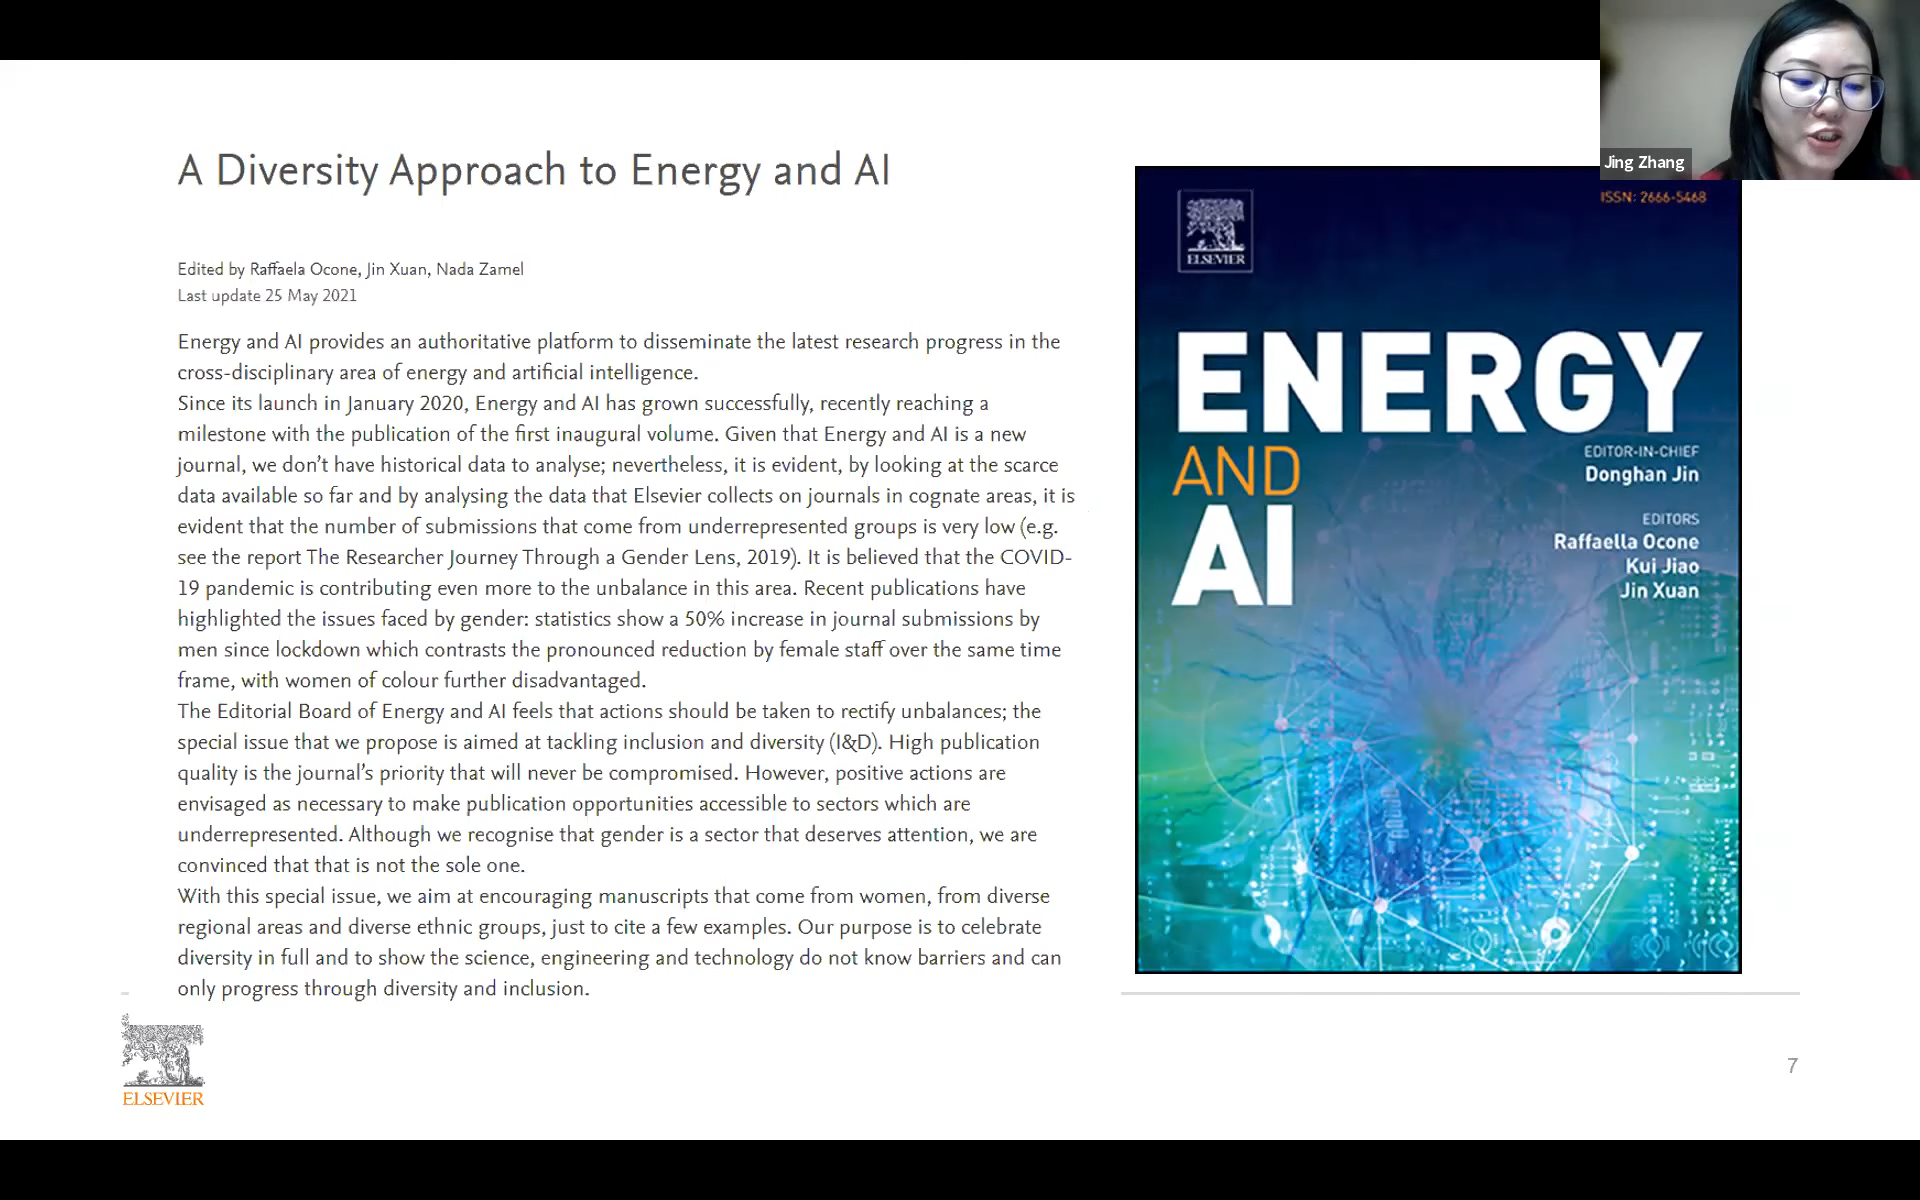 Jing Zhang
A Diversity Approach to Energy and AI
Edited by Raffaela Ocone, Jin Xuan, Nada Zamel
Last update 25 May 2021
Energy and AI provides an authoritative platform to disseminate the latest research progress in the
cross-disciplinary area of energy and artificial intelligence.
Since its launch in January 2020, Energy and AI has grown successfully, recently reaching a
milestone with the publication of the first inaugural volume. Given that Energy and AI is a new
journal, we don’t have historical data to analyse; nevertheless, it is evident, by looking at the scarce
data available so far and by analysing the data that Elsevier collects on journals in cognate areas, it is
evident that the number of submissions that come from underrepresented groups is very low (e.g.
see the report The Researcher Journey Through a Gender Lens, 2019). It is believed that the COVID-
19 pandemic is contributing even more to the unbalance in this area. Recent publications have
highlighted the issues faced by gender: statistics show a 50% increase in journal submissions by
men since lockdown which contrasts the pronounced reduction by female staff over the same time
frame, with women of colour further disadvantaged.
The Editorial Board of Energy and AI feels that actions should be taken to rectify unbalances; the
special issue that we propose is aimed at tackling inclusion and diversity (I&D). High publication
quality is the journal’s priority that will never be compromised. However, positive actions are
envisaged as necessary to make publication opportunities accessible to sectors which are
underrepresented. Although we recognise that gender is a sector that deserves attention, we are
convinced that that is not the sole one.
With this special issue, we aim at encouraging manuscripts that come from women, from diverse
regional areas and diverse ethnic groups, just to cite a few examples. Our purpose is to celebrate
diversity in full and to show the science, engineering and technology do not know barriers and can
only progress through diversity and inclusion.
ISSN: 2666-5468
ELSEVIER
ENERGY
AND
AI
EDITOR-IN-CHIEF
Donghan Jin
EDITORS
Raffaella Ocone
Kui Jiao
Jin Xuan
ELSEVIER
7